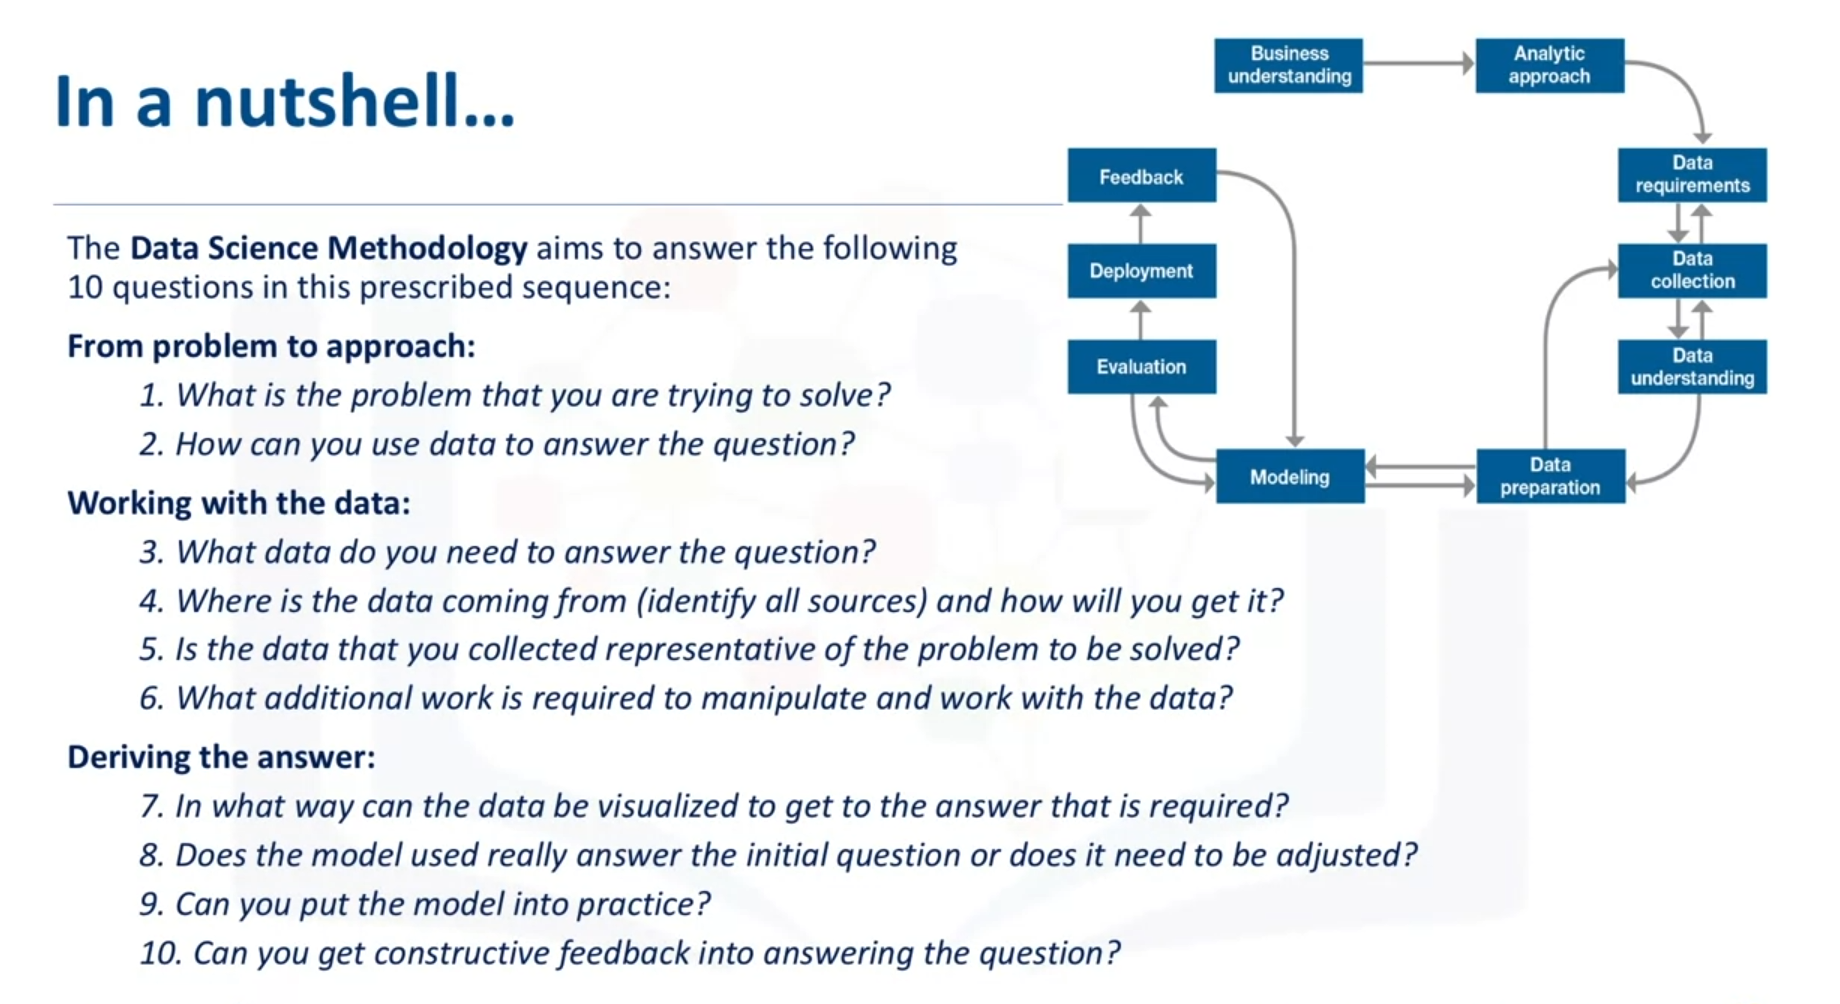 In a nutshell...
The Data Science Methodology aims to answer the following
10 questions in this prescribed sequence:
From problem to approach:
1. What is the problem that you are trying to solve?
2. How can you use data to answer the question?
Working with the data:
3. What data do you need to answer the question?
4. Where is the data coming from (identify all sources) and how will you get it?
5. Is the data that you collected representative of the problem to be solved?
6. What additional work is required to manipulate and work with the data?
Deriving the answer:
7. In what way can the data be visualized to get to the answer that is required?
8. Does the model used really answer the initial question or does it need to be adjusted?
9. Can you put the model into practice?
10. Can you get constructive feedback into answering the question?
Business
understanding
Analytic
approach
Data
requirements
Data
collection
Data
understanding
Data
preparation
Modeling
Evaluation
Deployment
Feedback